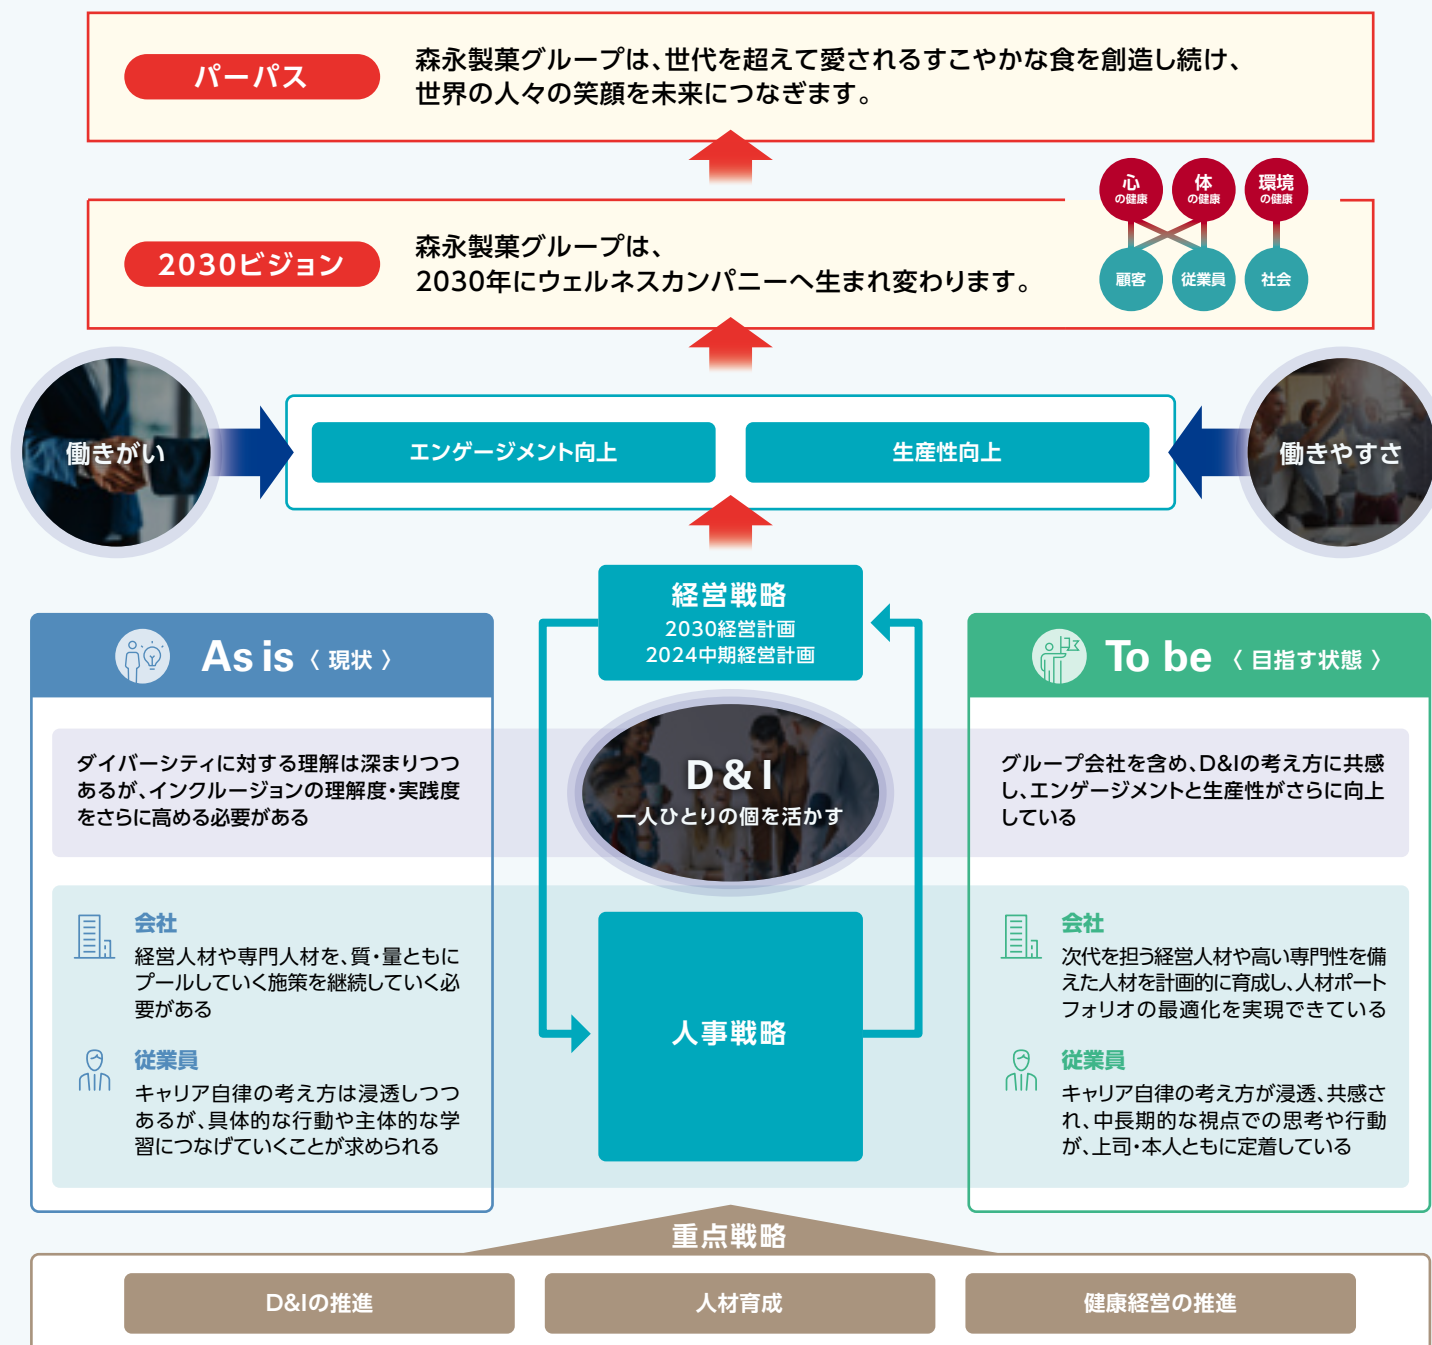 パーパス
森永製菓グループは、世代を超えて愛されるすこやかな食を創造し続け、
世界の人々の笑顔を未来につなぎます。
心
の健康
体
の健康
環境
の健康
2030ビジョン
森永製菓グループは、
2030年にウェルネスカンパニーへ生まれ変わります。
顧客
従業員
社会
働きがい
エンゲージメント向上
生産性向上
働きやすさ
経営戦略
2030経営計画
2024中期経営計画
As is 〈 現状 〉
ダイバーシティに対する理解は深まりつつ
あるが、インクルージョンの理解度・実践度
をさらに高める必要がある
会社
経営人材や専門人材を、質・量ともに
プールしていく施策を継続していく必
要がある
従業員
キャリア自律の考え方は浸透しつつ
あるが、具体的な行動や主体的な学
習につなげていくことが求められる
D & I
一人ひとりの個を活かす
人事戦略
To be 〈 目指す状態 〉
グループ会社を含め、D&Iの考え方に共感
し、エンゲージメントと生産性がさらに向上
している
会社
次代を担う経営人材や高い専門性を備
えた人材を計画的に育成し、人材ポート
フォリオの最適化を実現できている
従業員
キャリア自律の考え方が浸透、共感さ
れ、中長期的な視点での思考や行動
が、上司・本人ともに定着している
重点戦略
D&Iの推進
人材育成
健康経営の推進